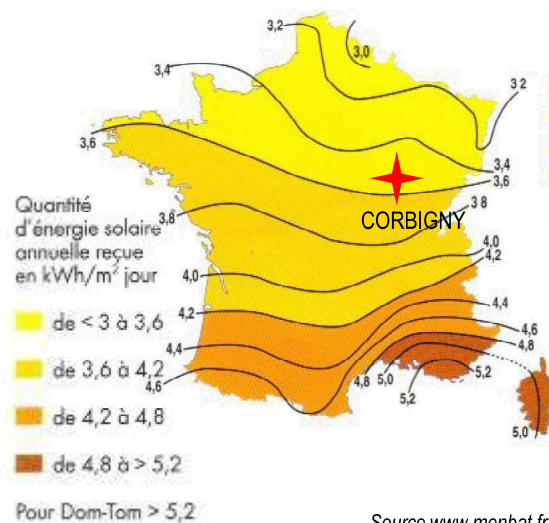 3,2
3,0
3,4
3 2
3,6
3,4
3,6
CORBIGNY
3,8
3 8
Quantité
d'énergie solaire
annuelle reçue
en kWh/m² jour
4,0
4,0
4,2
4,2
4,4
4,4
4,6
4,6
4,8
4,8
5,0
5,2
5,2
5,0
de < 3 à 3,6
de 3,6 à 4,2
de 4,2 à 4,8
de 4,8 à > 5,2
Pour Dom-Tom > 5,2